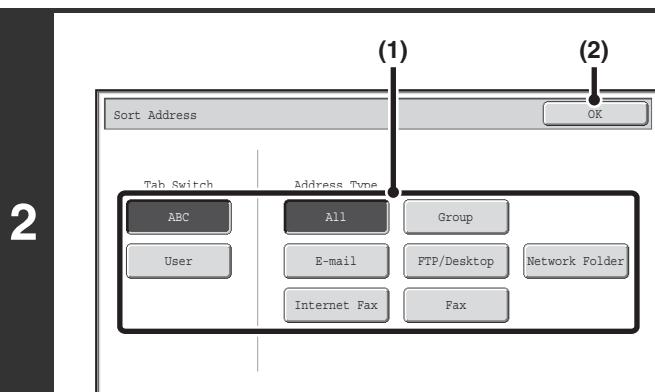 (1) (2)
Sort Address OK
Tab Switch Address Type
2
ABC All Group
User E-mail FTP/Desktop Network Folder
Internet Fax Fax